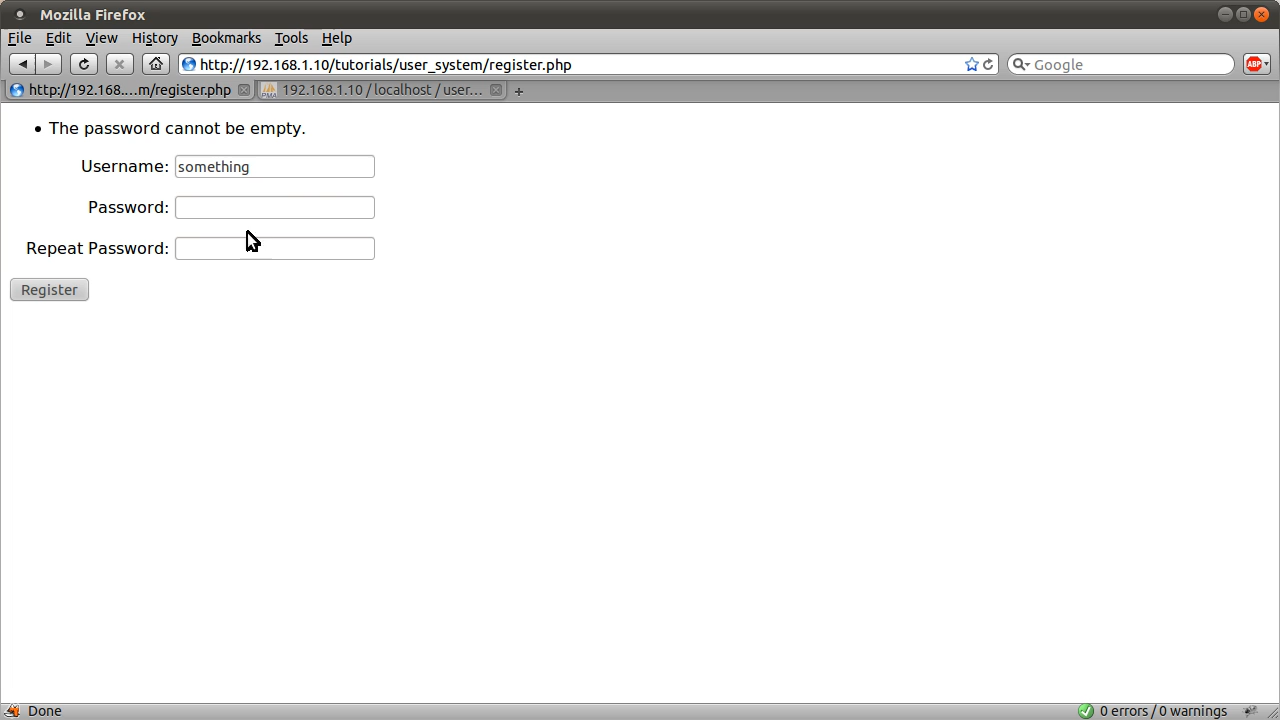 Mozilla Firefox
File Edit View History Bookmarks Tools Help
http://192.168.1.10/tutorials/user_system/register.php Google ABP
http://192.168....m/register.php 192.168.1.10 / localhost / user... +
• The password cannot be empty.
Username: something
Password:
Repeat Password:
Register
Done 0 errors / 0 warnings